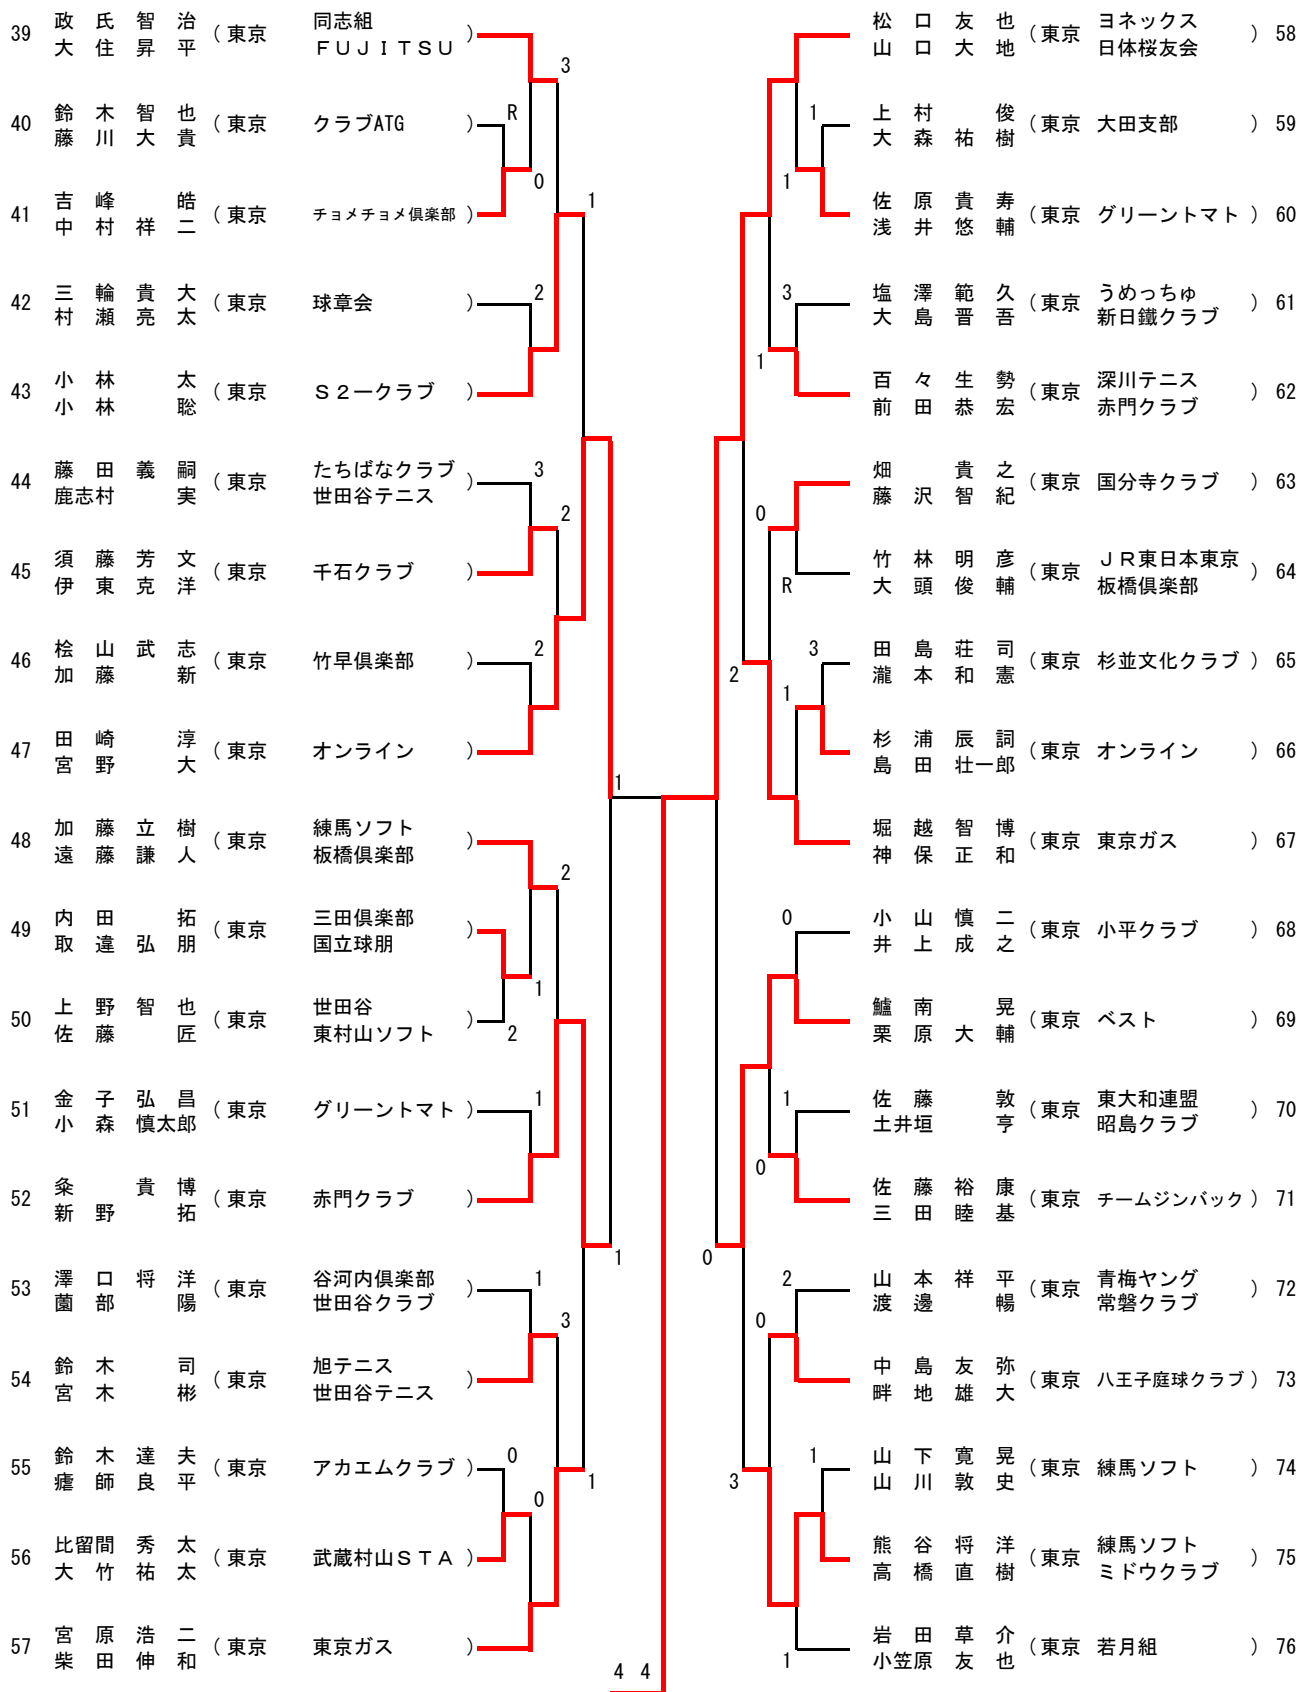 39 政氏智治 大住昇平 (東京 同志組 FUJITSU)
40 鈴木智也 藤川大貴 (東京 クラブATG)
41 吉峰皓 中村祥二 (東京 チョメチョメ倶楽部)
42 三輪貴大 村瀬亮太 (東京 球章会)
43 小林太 小林聡 (東京 S2ークラブ)
44 藤田義嗣 鹿志村実 (東京 たちばなクラブ 世田谷テニス)
45 須藤芳文 伊東克洋 (東京 千石クラブ)
46 桧山武志 加藤新 (東京 竹早倶楽部)
47 田崎淳 宮野大 (東京 オンライン)
48 加藤立樹 遠藤謙人 (東京 練馬ソフト 板橋倶楽部)
49 内田拓 取違弘朋 (東京 三田倶楽部 国立球朋)
50 上野智也 佐藤匠 (東京 世田谷 東村山ソフト)
51 金子弘昌 小森慎太郎 (東京 グリーントマト)
52 粂貴博 新野拓 (東京 赤門クラブ)
53 澤口将洋 薗部陽 (東京 谷河内倶楽部 世田谷クラブ)
54 鈴木司 宮木彬 (東京 旭テニス 世田谷テニス)
55 鈴木達夫 瘧師良平 (東京 アカエムクラブ)
56 比留間秀太 大竹祐太 (東京 武蔵村山STA)
57 宮原浩二 柴田伸和 (東京 東京ガス)
3
R
0
1
2
3
2
2
1
2
1
2
1
1
1
3
0
0
1
4 4
松口友也 山口大地 (東京 ヨネックス 日体桜友会) 58
上村俊 大森祐樹 (東京 大田支部) 59
佐原貴寿 浅井悠輔 (東京 グリーントマト) 60
塩澤範久 大島晋吾 (東京 うめっちゅ 新日鐵クラブ) 61
百々生勢 前田恭宏 (東京 深川テニス 赤門クラブ) 62
畑貴之 藤沢智紀 (東京 国分寺クラブ) 63
竹林明彦 大頭俊輔 (東京 JR東日本東京 板橋倶楽部) 64
田島荘司 瀧本和憲 (東京 杉並文化クラブ) 65
杉浦辰詞 島田壮一郎 (東京 オンライン) 66
堀越智博 神保正和 (東京 東京ガス) 67
小山慎二 井上成之 (東京 小平クラブ) 68
鱸南晃 栗原大輔 (東京 ベスト) 69
佐藤敦 土井垣亨 (東京 東大和連盟 昭島クラブ) 70
佐藤裕康 三田睦基 (東京 チームジンバック) 71
山本祥平 渡邊暢 (東京 青梅ヤング 常磐クラブ) 72
中島友弥 畔地雄大 (東京 八王子庭球クラブ) 73
山下寛晃 山川敦史 (東京 練馬ソフト) 74
熊谷将洋 高橋直樹 (東京 練馬ソフト ミドウクラブ) 75
岩田草介 小笠原友也 (東京 若月組) 76
1
1
3
1
0
R
3
2
1
0
1
0
0
2
0
1
3
1